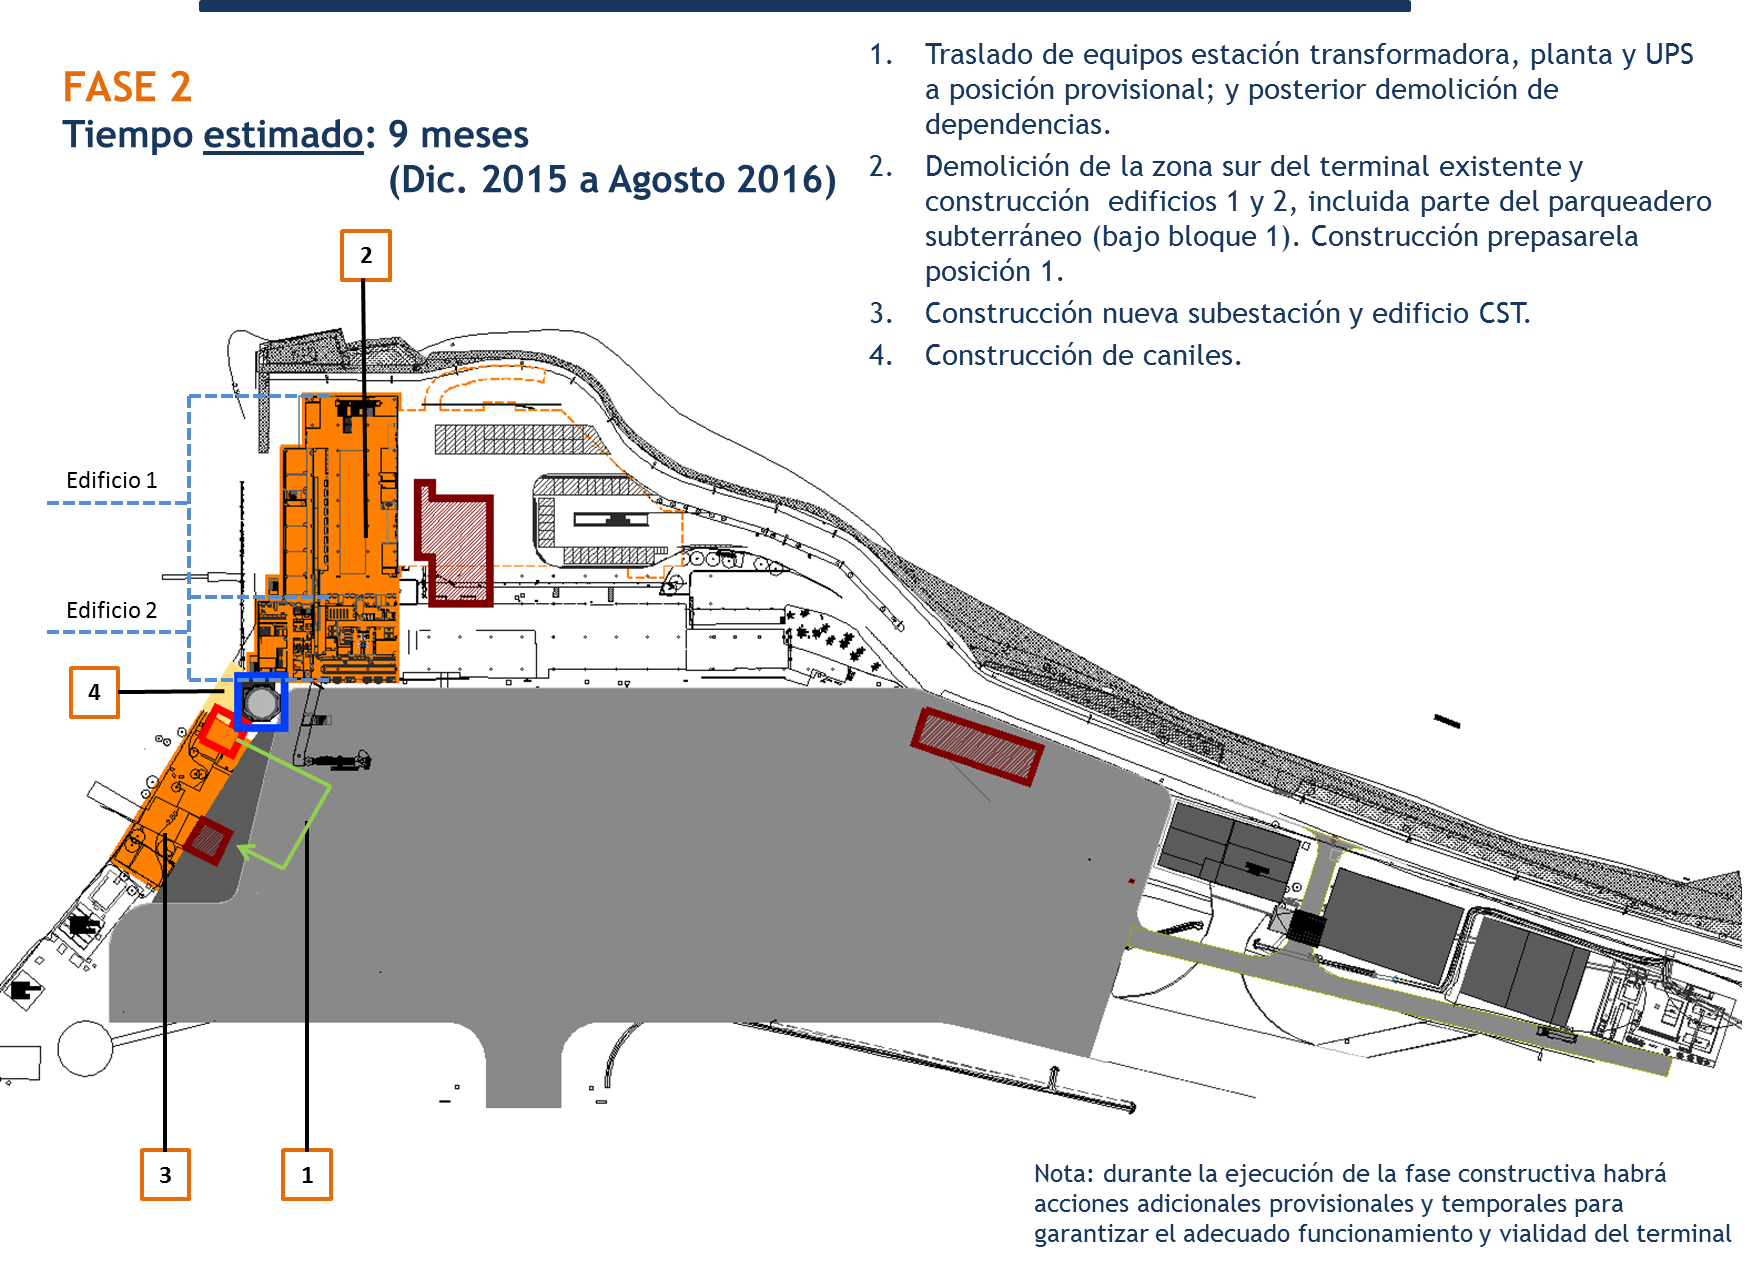 FASE 2
Tiempo estimado: 9 meses
(Dic. 2015 a Agosto 2016)
1. Traslado de equipos estación transformadora, planta y UPS
a posición provisional; y posterior demolición de
dependencias.
2. Demolición de la zona sur del terminal existente y
construcción edificios 1 y 2, incluida parte del parqueadero
subterráneo (bajo bloque 1). Construcción prepasarela
posición 1.
3. Construcción nueva subestación y edificio CST.
4. Construcción de caniles.
2
Edificio 1
Edificio 2
4
3
1
Nota: durante la ejecución de la fase constructiva habrá
acciones adicionales provisionales y temporales para
garantizar el adecuado funcionamiento y vialidad del terminal